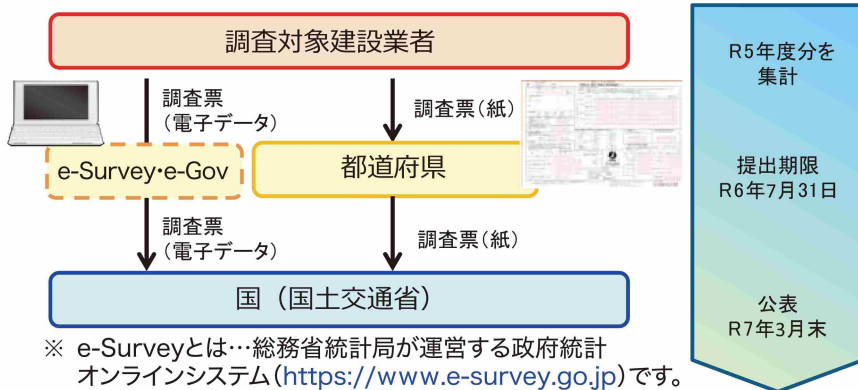 調査対象建設業者
調査票
(電子データ)
調査票(紙)
e-Survey・e-Gov
都道府県
調査票
(電子データ)
調査票(紙)
国（国土交通省）
※ e-Surveyとは…総務省統計局が運営する政府統計
オンラインシステム(https://www.e-survey.go.jp)です。
R5年度分を
集計
提出期限
R6年7月31日
公表
R7年3月末